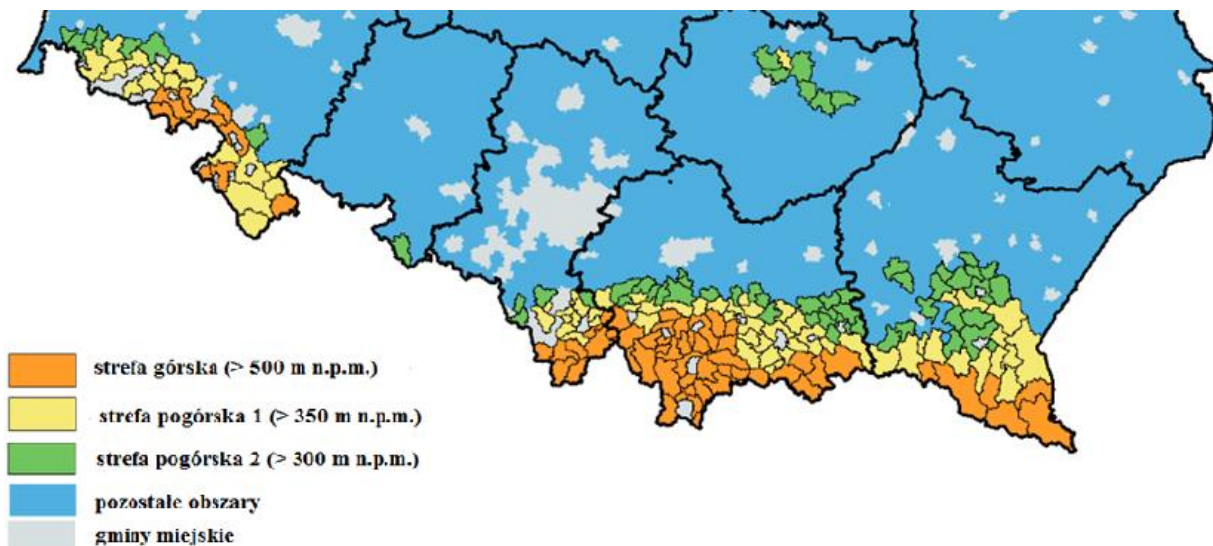 strefa górska (> 500 m n.p.m.)
strefa pogórska 1 (> 350 m n.p.m.)
strefa pogórska 2 (> 300 m n.p.m.)
pozostałe obszary
gminy miejskie